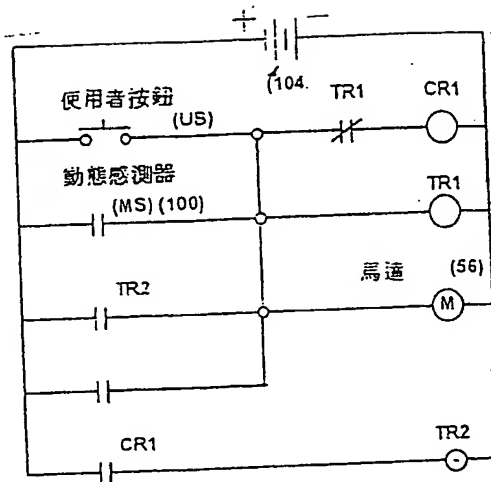 + −
(104.
使用者按鈕
(US)
TR1
CR1
動態感測器
(MS) (100)
TR1
馬達
(56)
M
TR2
CR1
TR2